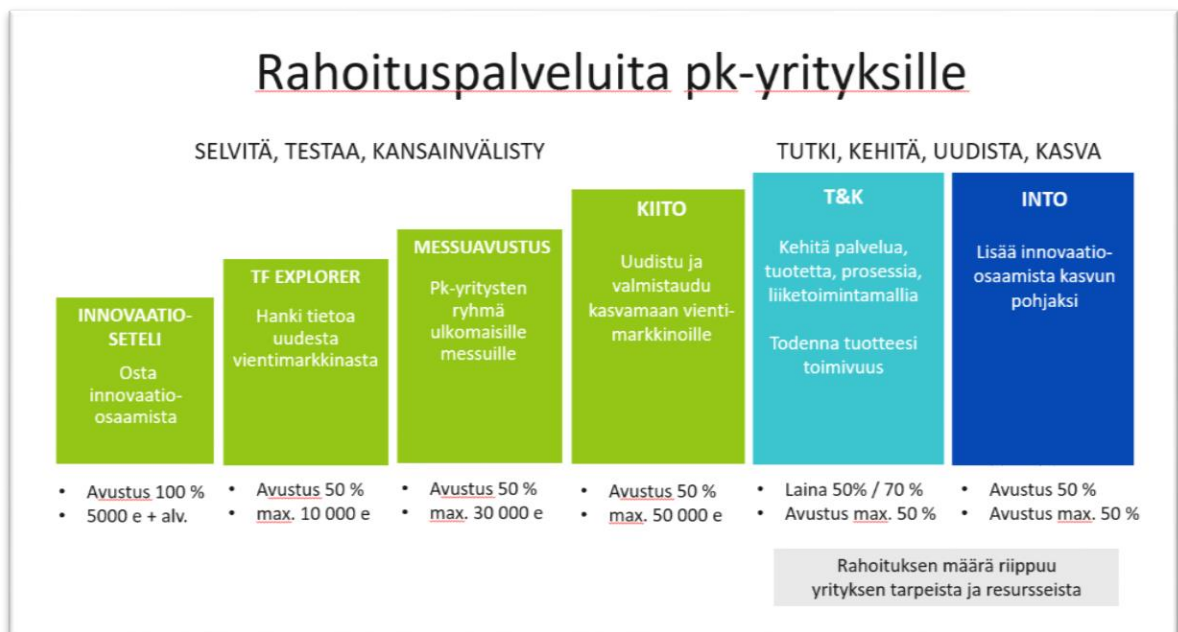 Rahoituspalveluita pk-yrityksille
SELVITÄ, TESTAA, KANSAINVÄLISTY
TUTKI, KEHITÄ, UUDISTA, KASVA
INNOVAATIO-
SETELI
Osta
innovaatio-
osaamista
TF EXPLORER
Hanki tietoa
uudesta
vientimarkkinasta
MESSUAVUSTUS
Pk-yritysten
ryhmä
ulkomaisille
messuille
KIITO
Uudistu ja
valmistaudu
kasvamaan vienti-
markkinoille
T&K
Kehitä palvelua,
tuotetta, prosessia,
liiketoimintamallia
Todenna tuotteesi
toimivuus
INTO
Lisää innovaatio-
osaamista kasvun
pohjaksi
• Avustus 100 %
• 5000 e + alv.
• Avustus 50 %
• max. 10 000 e
• Avustus 50 %
• max. 30 000 e
• Avustus 50 %
• max. 50 000 e
• Laina 50% / 70 %
• Avustus max. 50 %
• Avustus 50 %
• Avustus max. 50 %
Rahoituksen määrä riippuu
yrityksen tarpeista ja resursseista